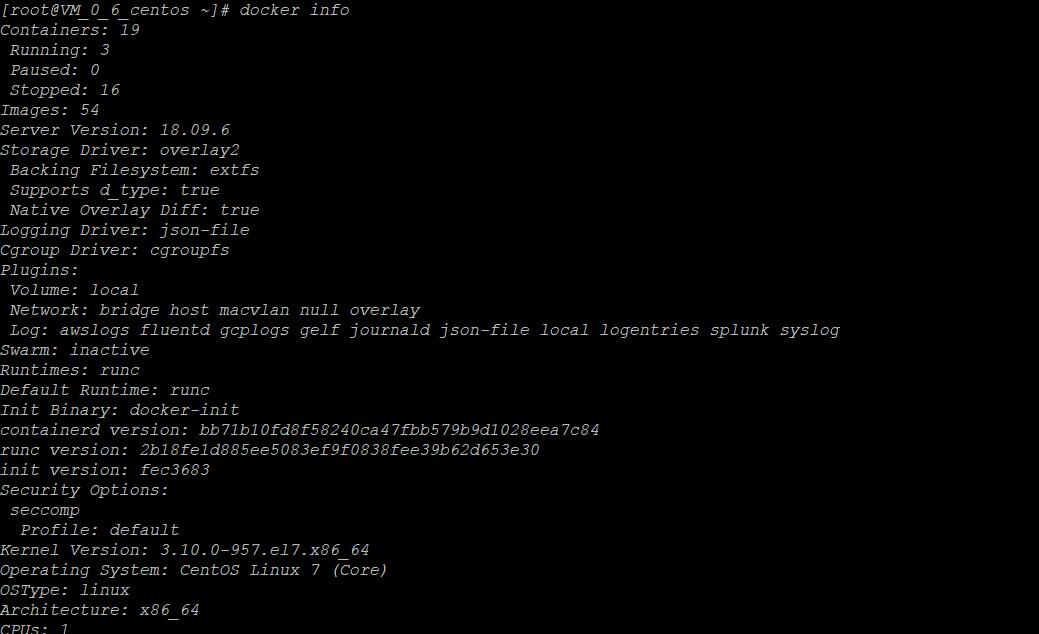 [root@VM_0_6_centos ~]# docker info
Containers: 19
 Running: 3
 Paused: 0
 Stopped: 16
Images: 54
Server Version: 18.09.6
Storage Driver: overlay2
 Backing Filesystem: extfs
 Supports d_type: true
 Native Overlay Diff: true
Logging Driver: json-file
Cgroup Driver: cgroupfs
Plugins:
 Volume: local
 Network: bridge host macvlan null overlay
 Log: awslogs fluentd gcplogs gelf journald json-file local logentries splunk syslog
Swarm: inactive
Runtimes: runc
Default Runtime: runc
Init Binary: docker-init
containerd version: bb71b10fd8f58240ca47fbb579b9d1028eea7c84
runc version: 2b18fe1d885ee5083ef9f0838fee39b62d653e30
init version: fec3683
Security Options:
 seccomp
  Profile: default
Kernel Version: 3.10.0-957.el7.x86_64
Operating System: CentOS Linux 7 (Core)
OSType: linux
Architecture: x86_64
CPUs: 1